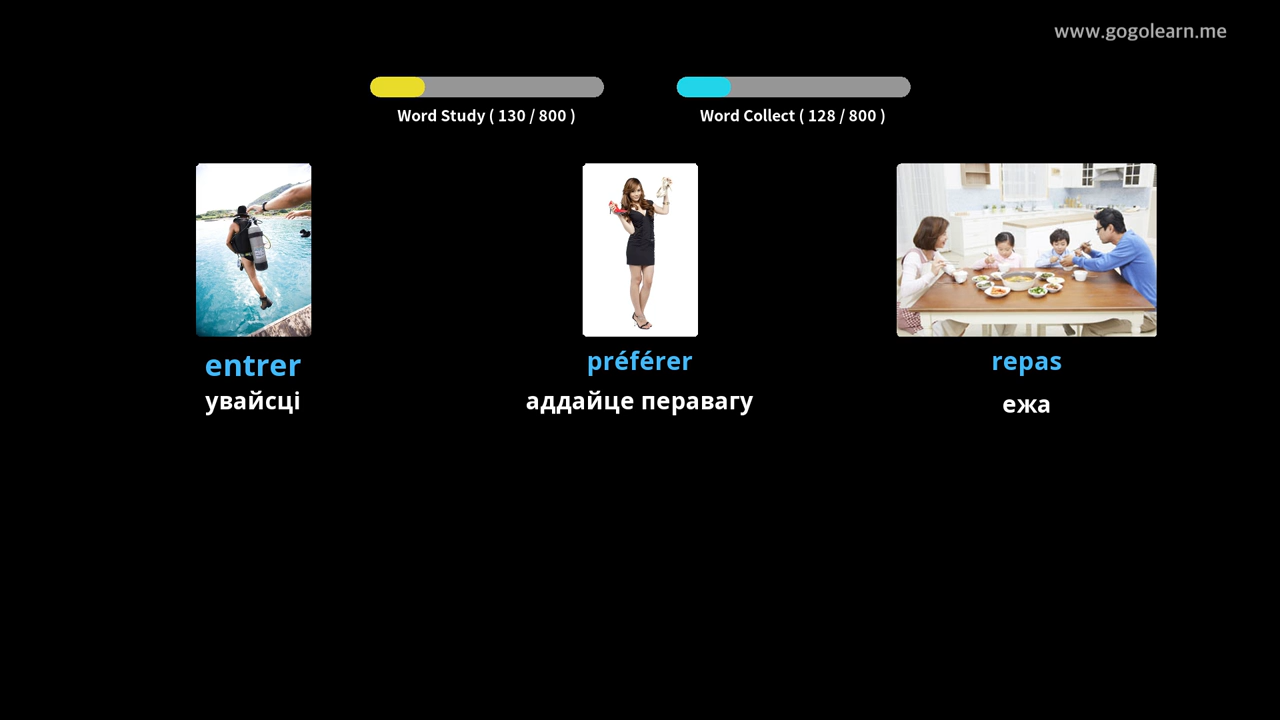 www.gogolearn.me
Word Study ( 130 / 800 )
Word Collect ( 128 / 800 )
entrer
préférer
repas
увайсці
аддайце перавагу
ежа